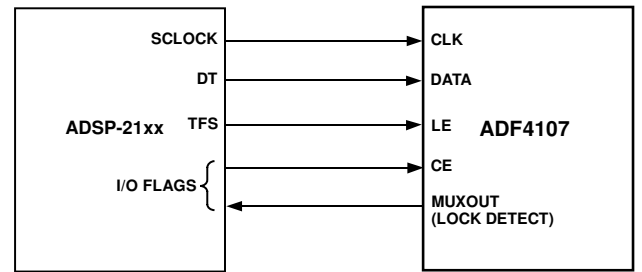 SCLOCK
CLK
DT
DATA
ADSP-21xx
TFS
LE
ADF4107
CE
I/O FLAGS
MUXOUT
(LOCK DETECT)